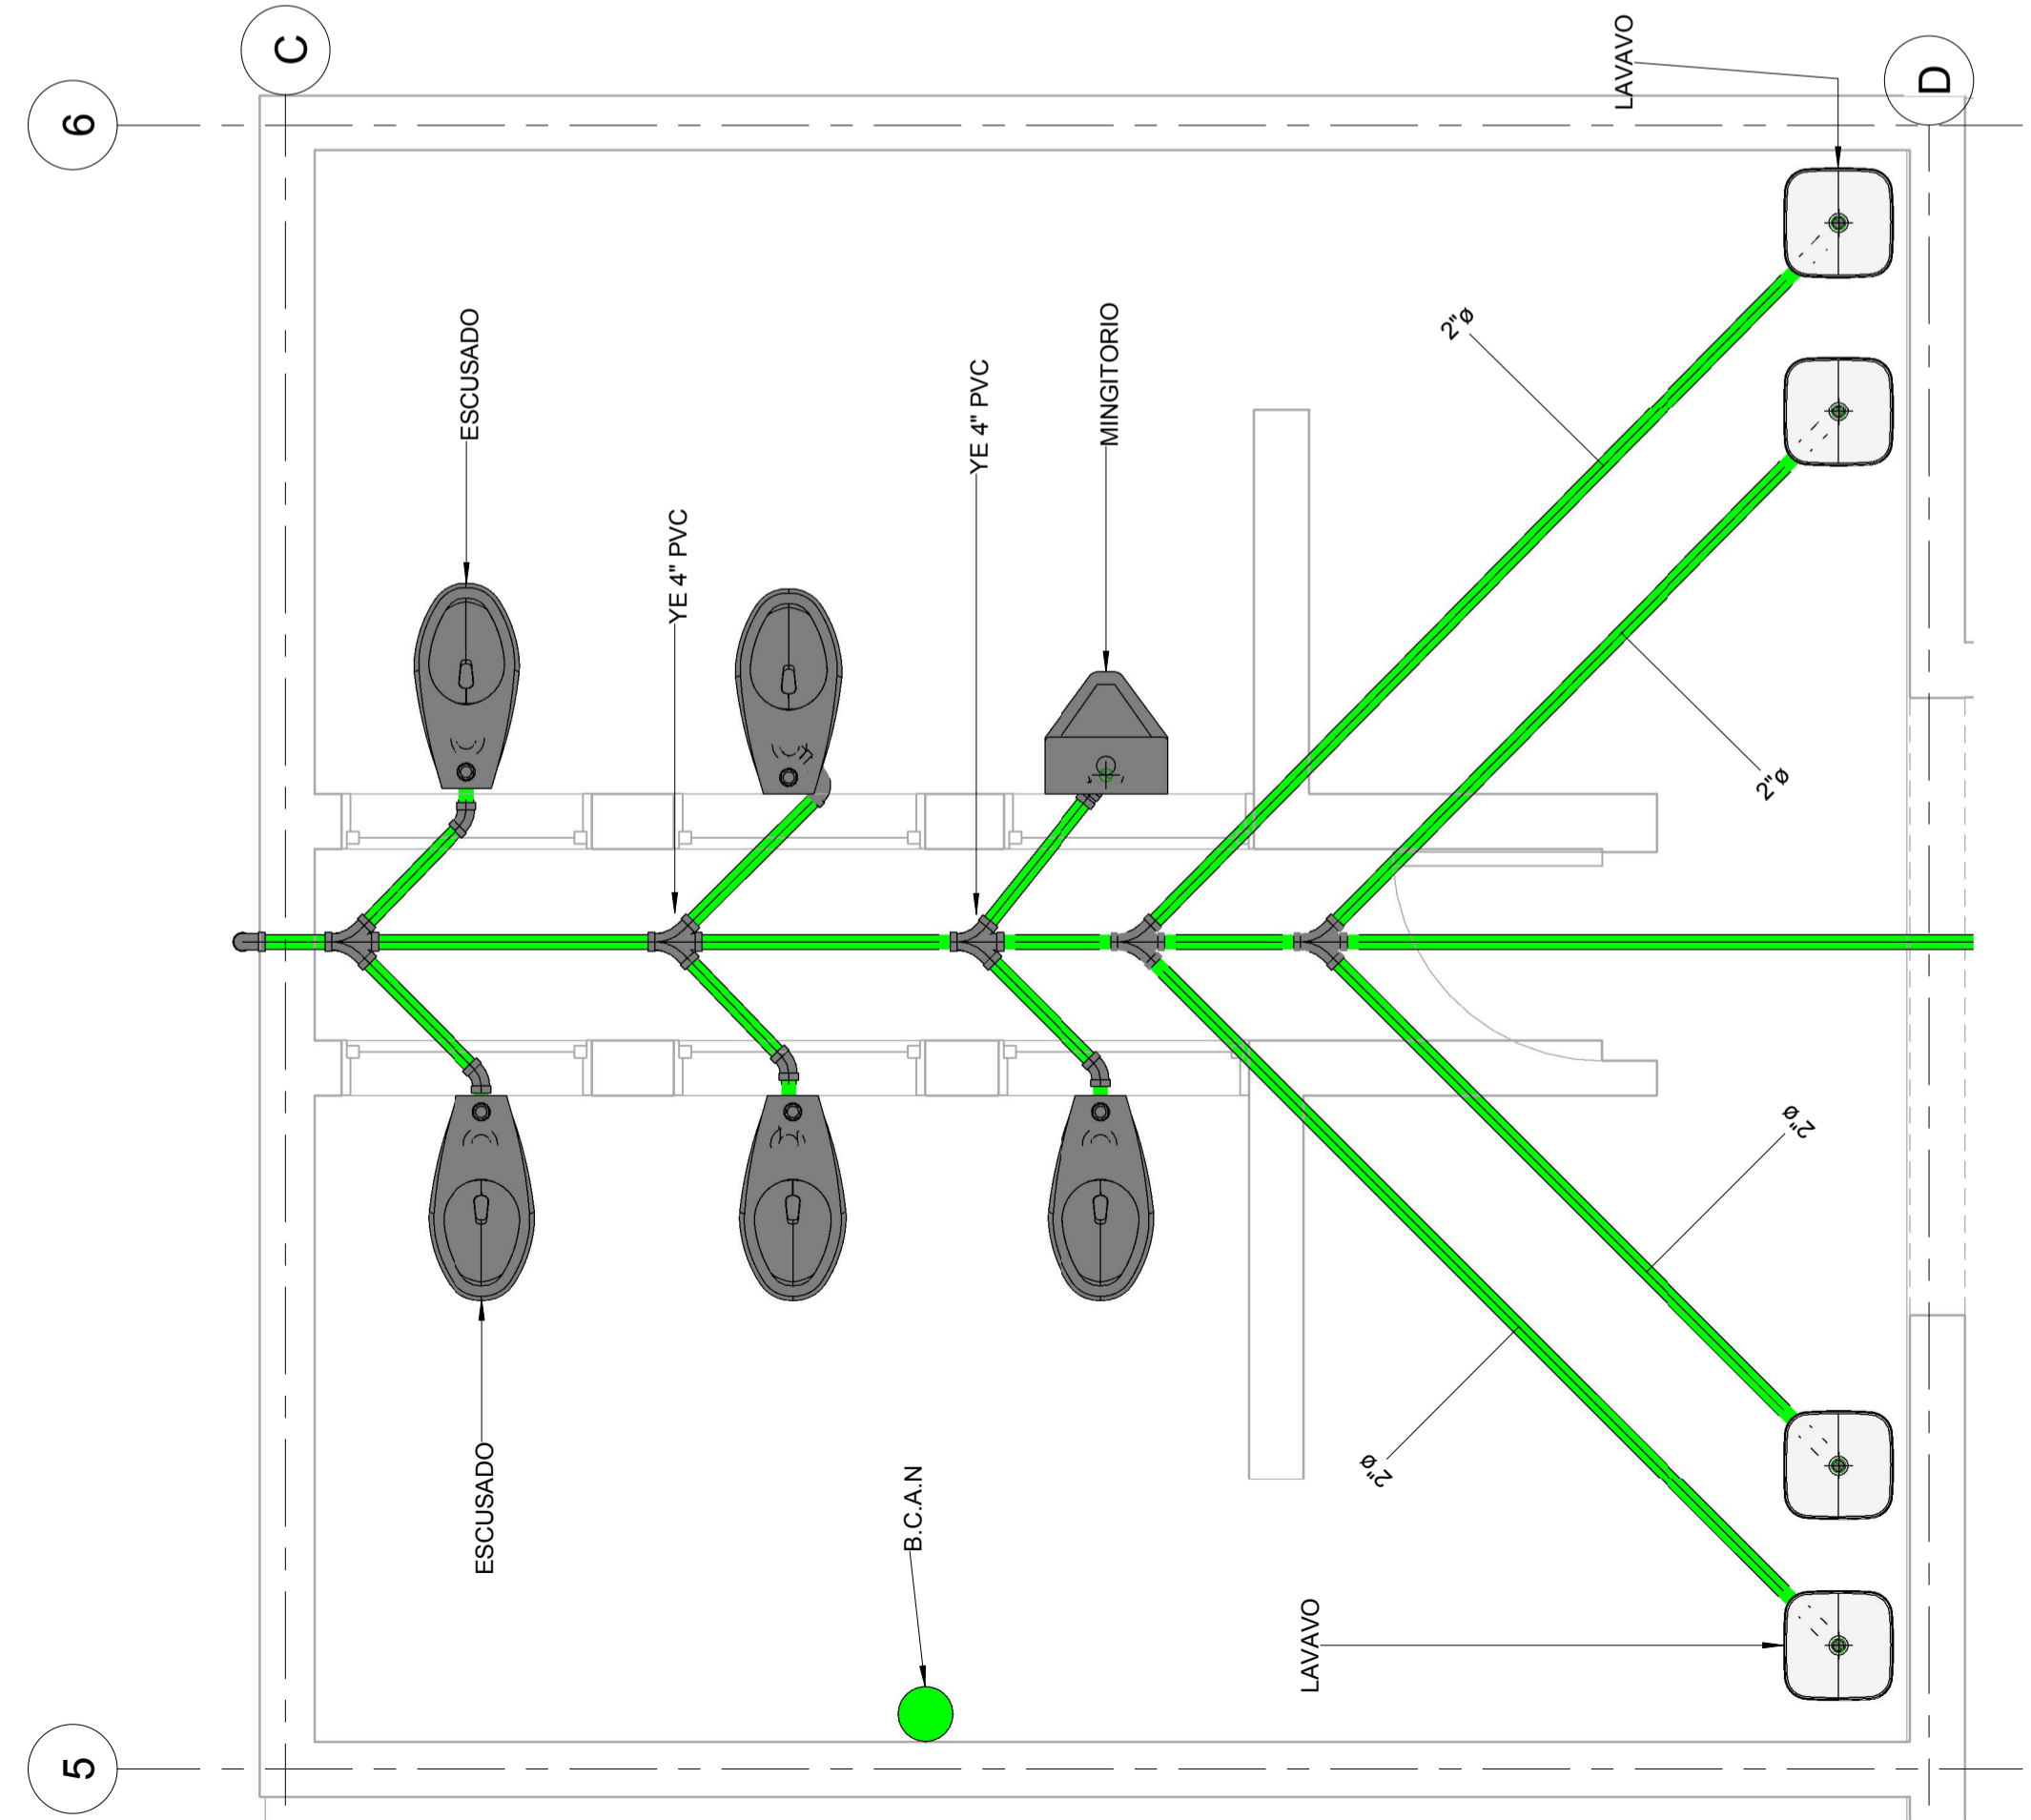 C
D
6
5
LAVAVO
ESCUSADO
MINGITORIO
YE 4" PVC
YE 4" PVC
2"ø
2"ø
2"ø
2"ø
ESCUSADO
B.C.A.N
LAVAVO